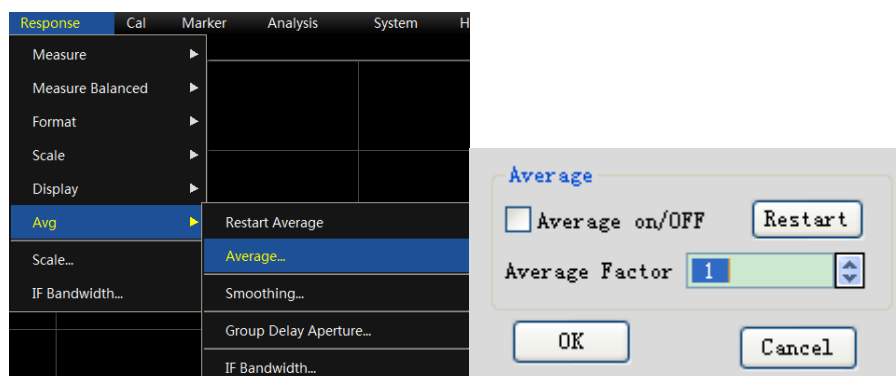 Response Cal Marker Analysis System H
Measure
Measure Balanced
Format
Scale
Display
Avg
Scale...
IF Bandwidth...
Restart Average
Average...
Smoothing...
Group Delay Aperture...
IF Bandwidth...
Average
Average on/OFF Restart
Average Factor 1
OK Cancel